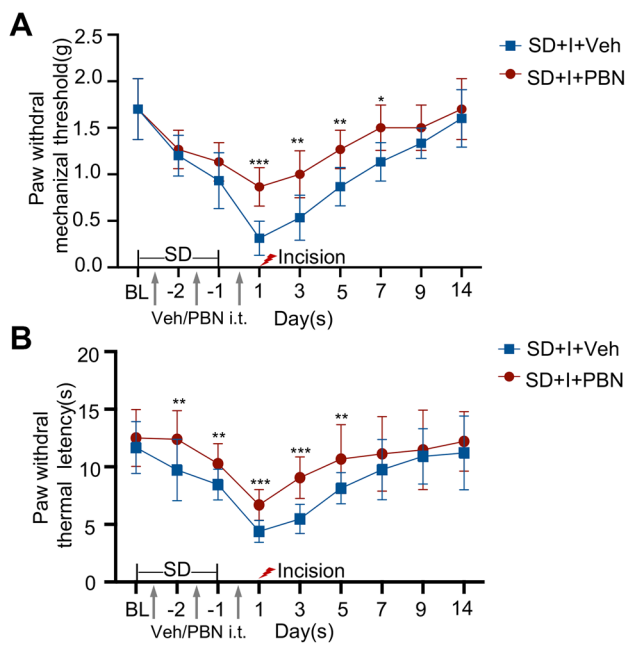 A
Paw withdral
mechanizal threshold(g)
2.5
2.0
1.5
1.0
0.5
0.0
***
**
**
*
SD
Incision
BL -2 -1 1 3 5 7 9 14
Veh/PBN i.t.
Day(s)
SD+I+Veh
SD+I+PBN
B
Paw withdral
thermal letency(s)
20
15
10
5
0
**
**
***
***
**
SD
Incision
BL -2 -1 1 3 5 7 9 14
Veh/PBN i.t.
Day(s)
SD+I+Veh
SD+I+PBN